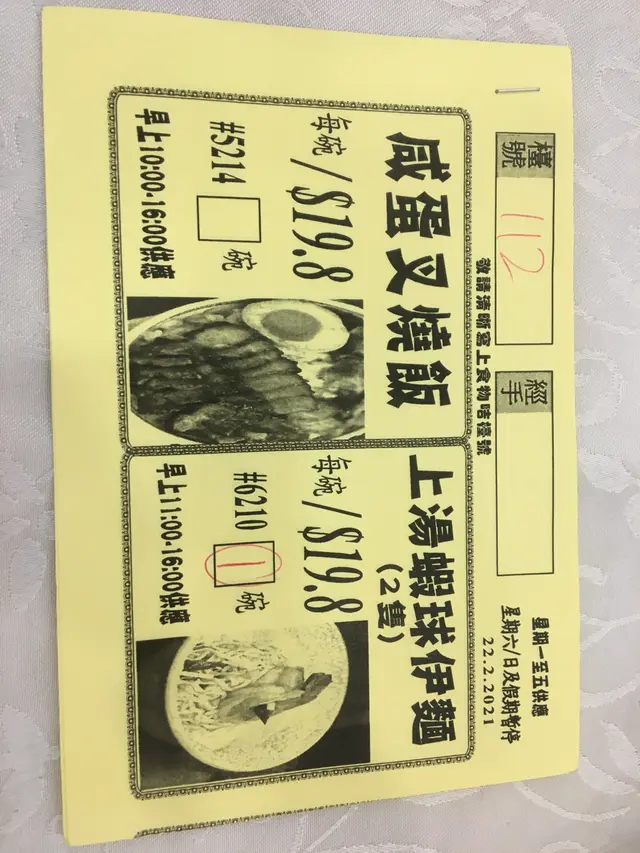 檯號
112
經手
星期一至五供應
星期六/日及假期暫停
22.2.2021
敬請清晰寫上食物咭檯號
咸蛋叉燒飯
每碗/$19.8
#5214 碗
早上10:00-16:00供應
上湯蝦球伊麵
(2隻)
每碗/$19.8
#6210 1 碗
早上11:00-16:00供應